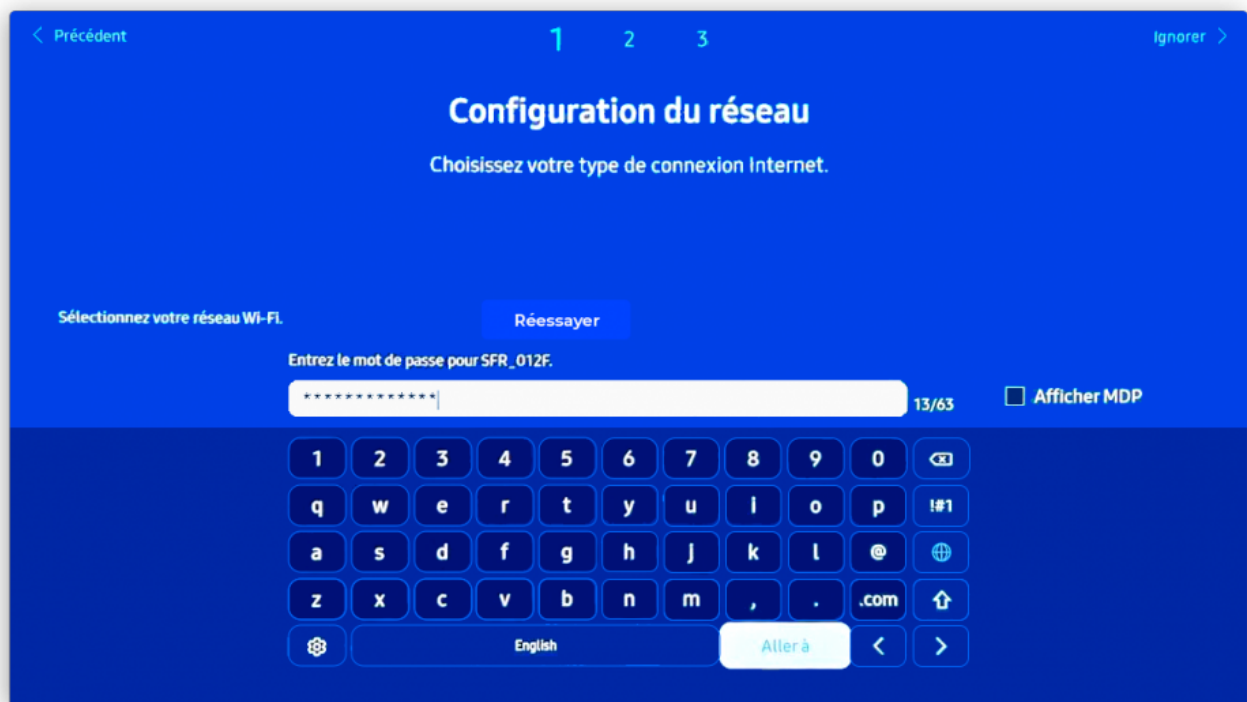 Précédent
1 2 3
Ignorer
Configuration du réseau
Choisissez votre type de connexion Internet.
Sélectionnez votre réseau Wi-Fi.
Réessayer
Entrez le mot de passe pour SFR_012F.
*************
13/63
Afficher MDP
1 2 3 4 5 6 7 8 9 0
q w e r t y u i o p !#1
a s d f g h j k l @
z x c v b n m , . .com
English
Aller à